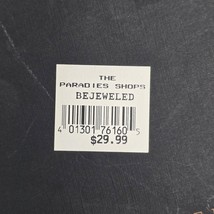 THE
PARADIES SHOPS
BEJEWELED
4 01301 76160 5
$29.99